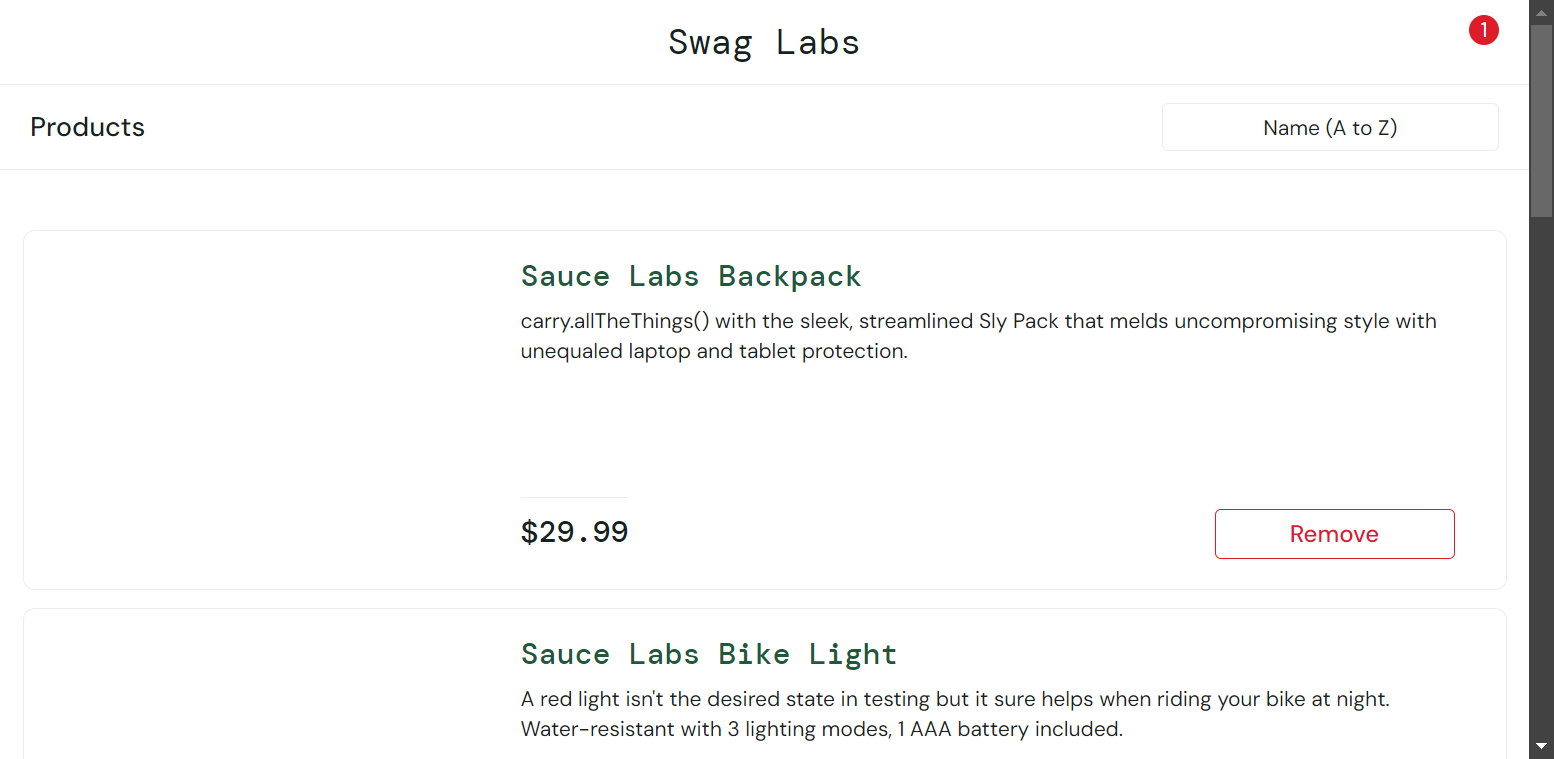 Swag Labs
1
Products
Name (A to Z)
Sauce Labs Backpack
carry.allTheThings() with the sleek, streamlined Sly Pack that melds uncompromising style with
unequaled laptop and tablet protection.
$29.99
Remove
Sauce Labs Bike Light
A red light isn't the desired state in testing but it sure helps when riding your bike at night.
Water-resistant with 3 lighting modes, 1 AAA battery included.